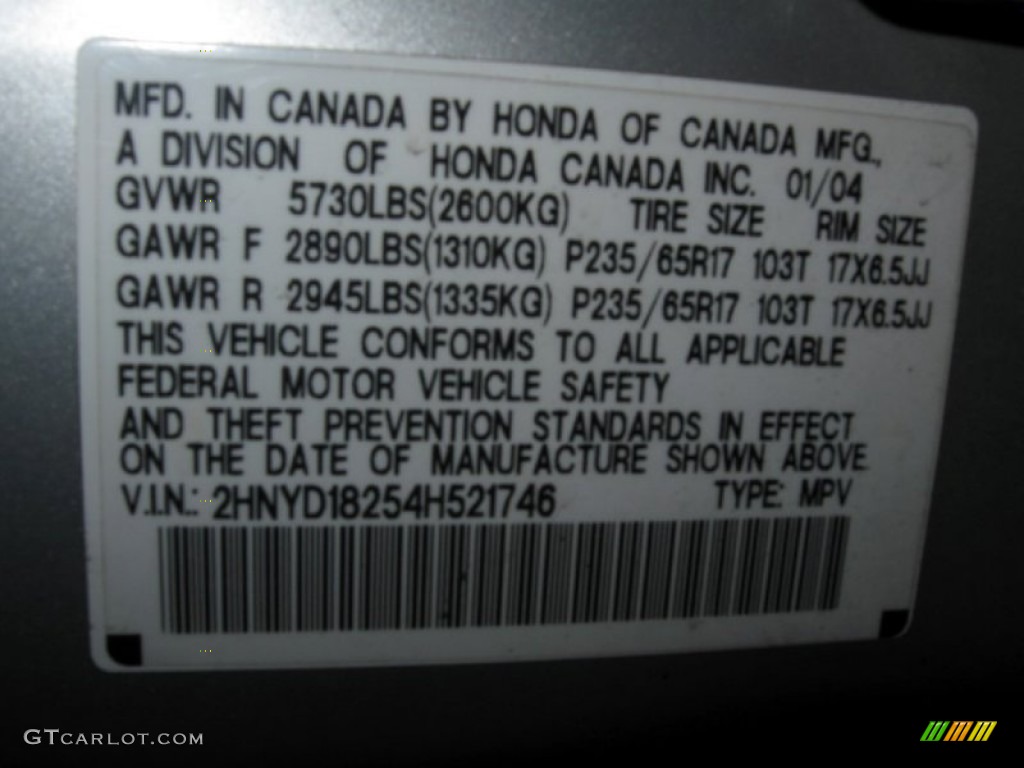 MFD. IN CANADA BY HONDA OF CANADA MFG.,
A DIVISION OF HONDA CANADA INC. 01/04
GVWR 5730LBS(2600KG) TIRE SIZE RIM SIZE
GAWR F 2890LBS(1310KG) P235/65R17 103T 17X6.5JJ
GAWR R 2945LBS(1335KG) P235/65R17 103T 17X6.5JJ
THIS VEHICLE CONFORMS TO ALL APPLICABLE
FEDERAL MOTOR VEHICLE SAFETY
AND THEFT PREVENTION STANDARDS IN EFFECT
ON THE DATE OF MANUFACTURE SHOWN ABOVE.
V.I.N.: 2HNYD18254H521746 TYPE: MPV
GTCARLOT.COM